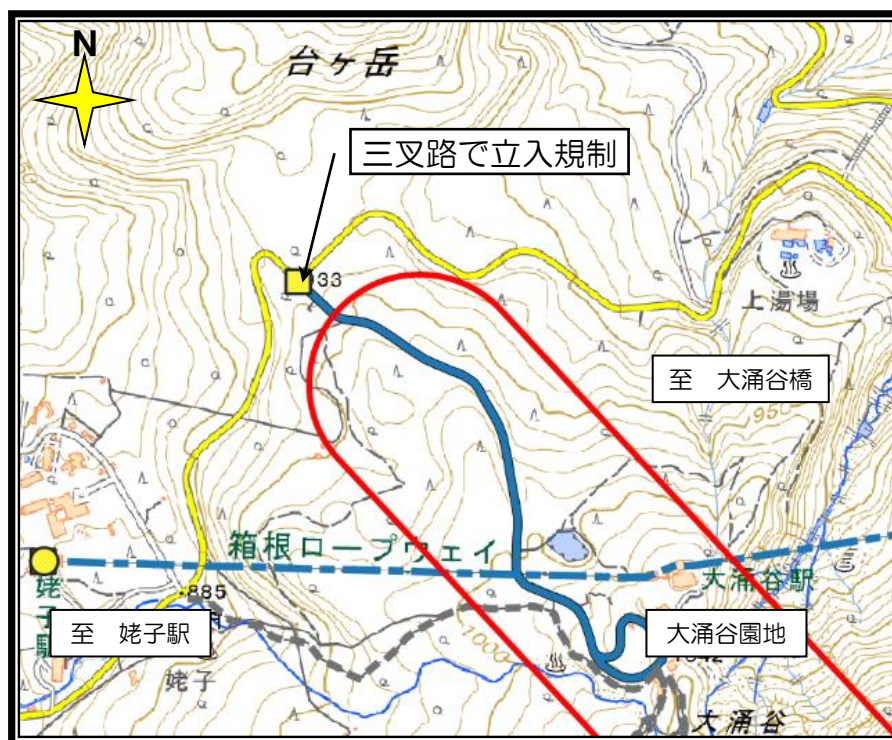 N
台ヶ岳
三叉路で立入規制
33
上湯場
至 大涌谷橋
950
箱根ロープウェイ
大涌谷駅
姥子駅
885
至 姥子駅
大涌谷園地
1000
姥子
大涌谷